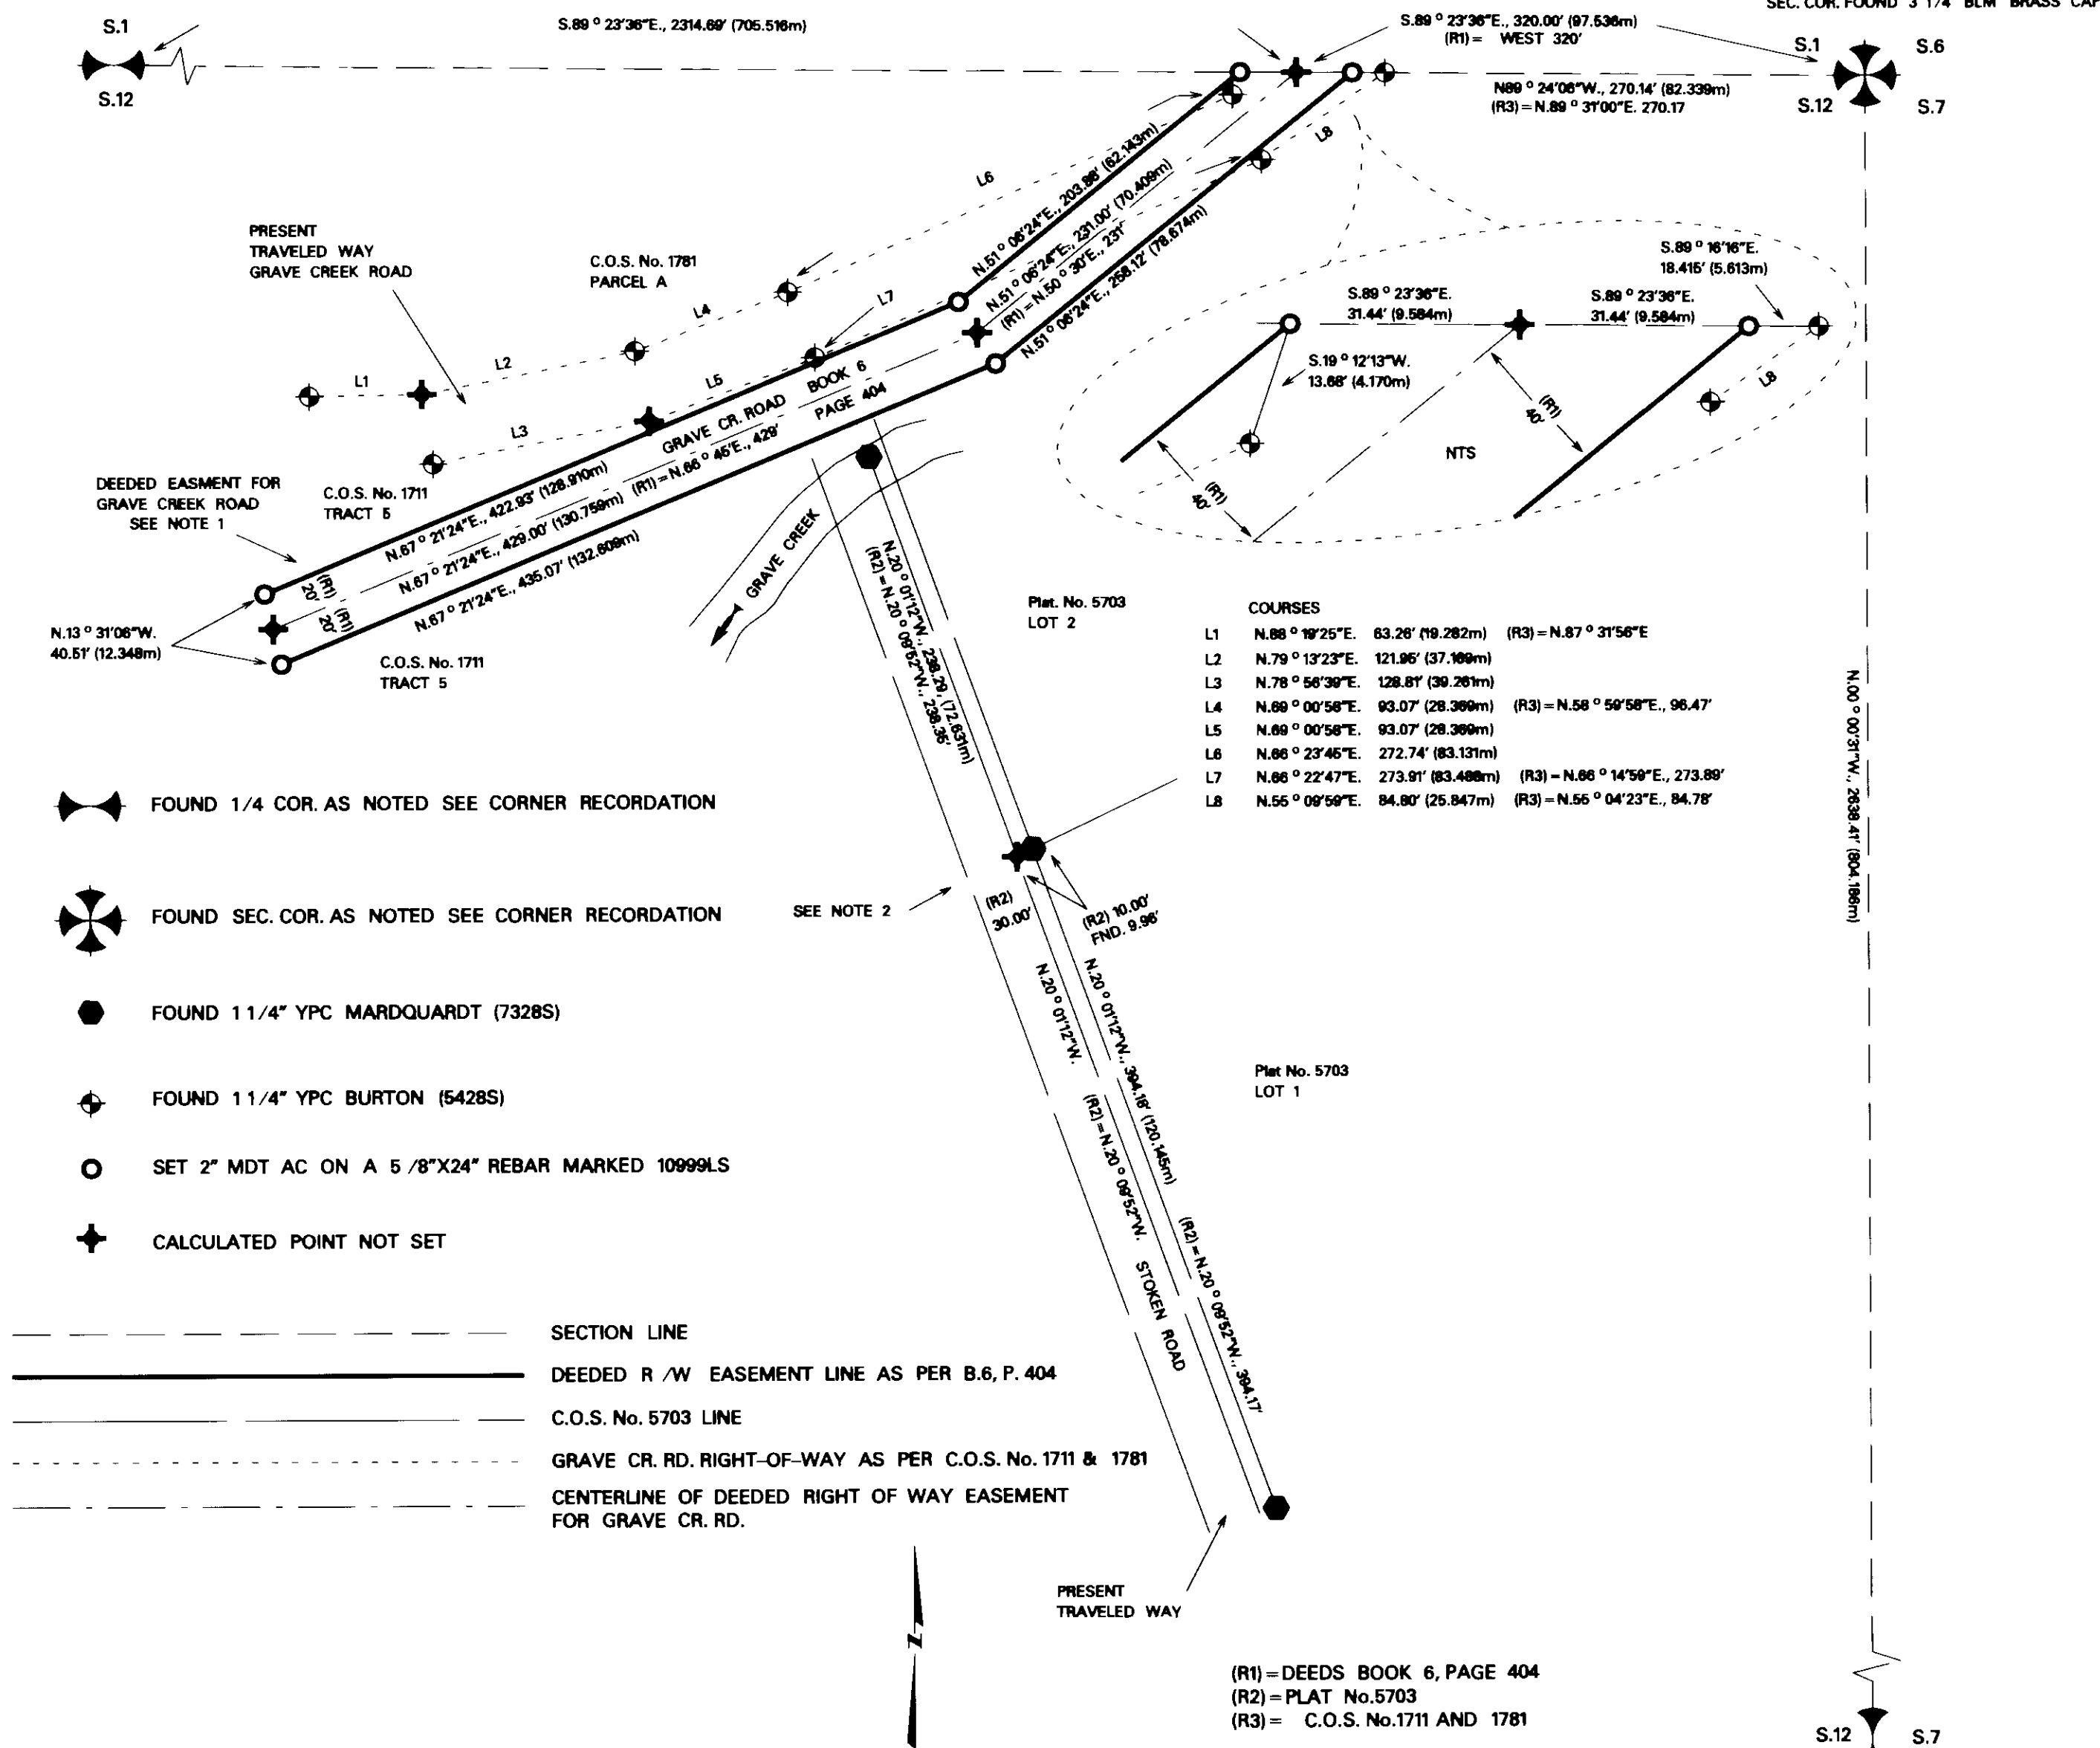 SEC. COR. FOUND 3 1/4" BLM BRASS CAP
S.1
S.12
S.89 ° 23'36"E., 2314.69' (705.516m)
S.89 ° 23'36"E., 320.00' (97.536m)
(R1) = WEST 320'
S.1 S.6
S.12 S.7
N89 ° 24'06"W., 270.14' (82.339m)
(R3)=N.89 ° 31'00"E. 270.17
L8
L6
N.51 ° 06'24"E., 203.88' (62.143m)
N.51 ° 06'24"E., 231.00' (70.409m)
(R1)=N.50 ° 30'E., 231'
N.51 ° 06'24"E., 258.12' (78.674m)
PRESENT
TRAVELED WAY
GRAVE CREEK ROAD
C.O.S. No. 1781
PARCEL A
L7
L4
L2
L1
L5
L3
S.89 ° 16'16"E.
18.415' (5.613m)
S.89 ° 23'36"E.
31.44' (9.584m)
S.89 ° 23'36"E.
31.44' (9.584m)
S.19 ° 12'13"W.
13.68' (4.170m)
L8
(R1)
40'
(R1)
40'
NTS
GRAVE CR. ROAD BOOK 6
PAGE 404
DEEDED EASMENT FOR
GRAVE CREEK ROAD
SEE NOTE 1
C.O.S. No. 1711
TRACT 5
N.67 ° 21'24"E., 422.93' (128.910m)
N.67 ° 21'24"E., 429.00' (130.759m) (R1)=N.66 ° 45'E., 429'
N.67 ° 21'24"E., 435.07' (132.609m)
(R1)
20'
(R1)
20'
N.13 ° 31'06"W.
40.51' (12.348m)
C.O.S. No. 1711
TRACT 5
GRAVE CREEK
N.20 ° 01'12"W., 238.29, (72.631m)
(R2)=N.20 ° 09'52"W., 238.35'
Plat. No. 5703
LOT 2
COURSES
L1 N.88 ° 19'25"E. 63.26' (19.282m) (R3)=N.87 ° 31'56"E
L2 N.79 ° 13'23"E. 121.95' (37.169m)
L3 N.78 ° 56'39"E. 128.81' (39.261m)
L4 N.69 ° 00'58"E. 93.07' (28.369m) (R3)=N.58 ° 59'58"E., 96.47'
L5 N.69 ° 00'58"E. 93.07' (28.369m)
L6 N.66 ° 23'45"E. 272.74' (83.131m)
L7 N.66 ° 22'47"E. 273.91' (83.488m) (R3)=N.66 ° 14'59"E., 273.89'
L8 N.55 ° 09'59"E. 84.80' (25.847m) (R3)=N.55 ° 04'23"E., 84.78'
N.00 ° 00'31"W., 2638.41' (804.188m)
FOUND 1/4 COR. AS NOTED SEE CORNER RECORDATION
FOUND SEC. COR. AS NOTED SEE CORNER RECORDATION
SEE NOTE 2
(R2)
30.00'
(R2) 10.00'
FND. 9.96'
FOUND 1 1/4" YPC MARDQUARDT (7328S)
N.20 ° 01'12"W.
N.20 ° 01'12"W., 394.18' (120.145m)
Plat No. 5703
LOT 1
FOUND 1 1/4" YPC BURTON (5428S)
(R2)=N.20 ° 09'52"W. STOKEN ROAD
(R2)=N.20 ° 09'52"W., 394.17'
SET 2" MDT AC ON A 5/8"X24" REBAR MARKED 10999LS
CALCULATED POINT NOT SET
SECTION LINE
DEEDED R/W EASEMENT LINE AS PER B.6, P. 404
C.O.S. No. 5703 LINE
GRAVE CR. RD. RIGHT-OF-WAY AS PER C.O.S. No. 1711 & 1781
CENTERLINE OF DEEDED RIGHT OF WAY EASEMENT
FOR GRAVE CR. RD.
PRESENT
TRAVELED WAY
N
(R1)=DEEDS BOOK 6, PAGE 404
(R2)=PLAT No.5703
(R3)= C.O.S. No.1711 AND 1781
S.12 S.7